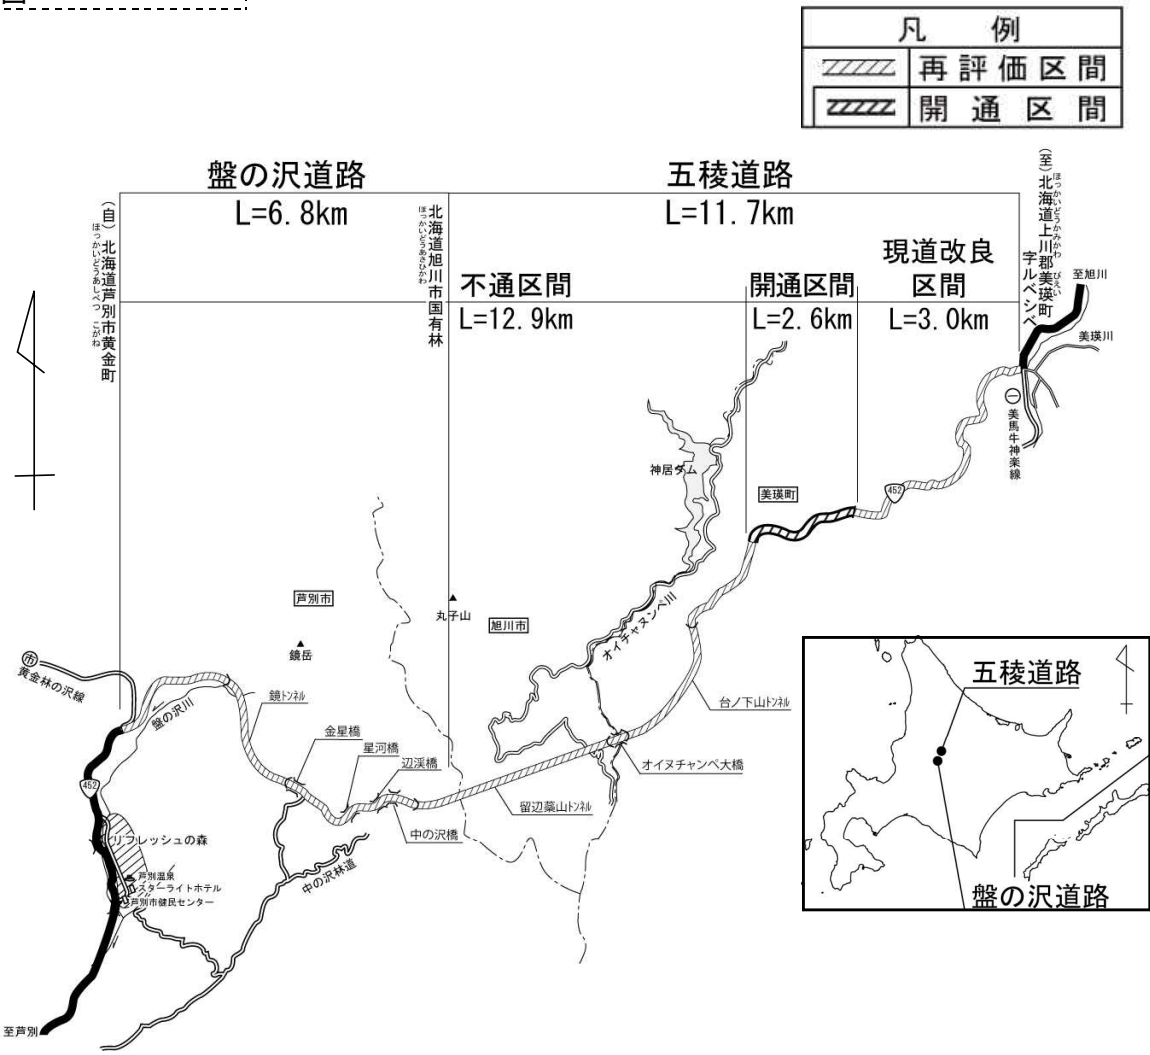 凡 例
再評価区間
開通区間
盤の沢道路
L=6.8km
五稜道路
L=11.7km
(自)北海道芦別市黄金町
ほっかいどうあしべつ こがね
北海道旭川市国有林
ほっかいどうあさひかわ
(至)北海道上川郡美瑛町
ほっかいどうかみかわ びえい
字ルベシベ
不通区間
L=12.9km
開通区間
L=2.6km
現道改良
区間
L=3.0km
至旭川
美瑛川
美馬牛神楽線
452
神居ダム
美瑛町
芦別市
鏡岳
丸子山
旭川市
オイチャヌンペ川
市
黄金林の沢線
盤の沢川
鏡トンネル
金星橋
星河橋
辺渓橋
中の沢橋
留辺蘂山トンネル
オイヌチャンペ大橋
台ノ下山トンネル
452
リフレッシュの森
芦別温泉
スターライトホテル
芦別市健民センター
中の沢林道
至芦別
五稜道路
盤の沢道路